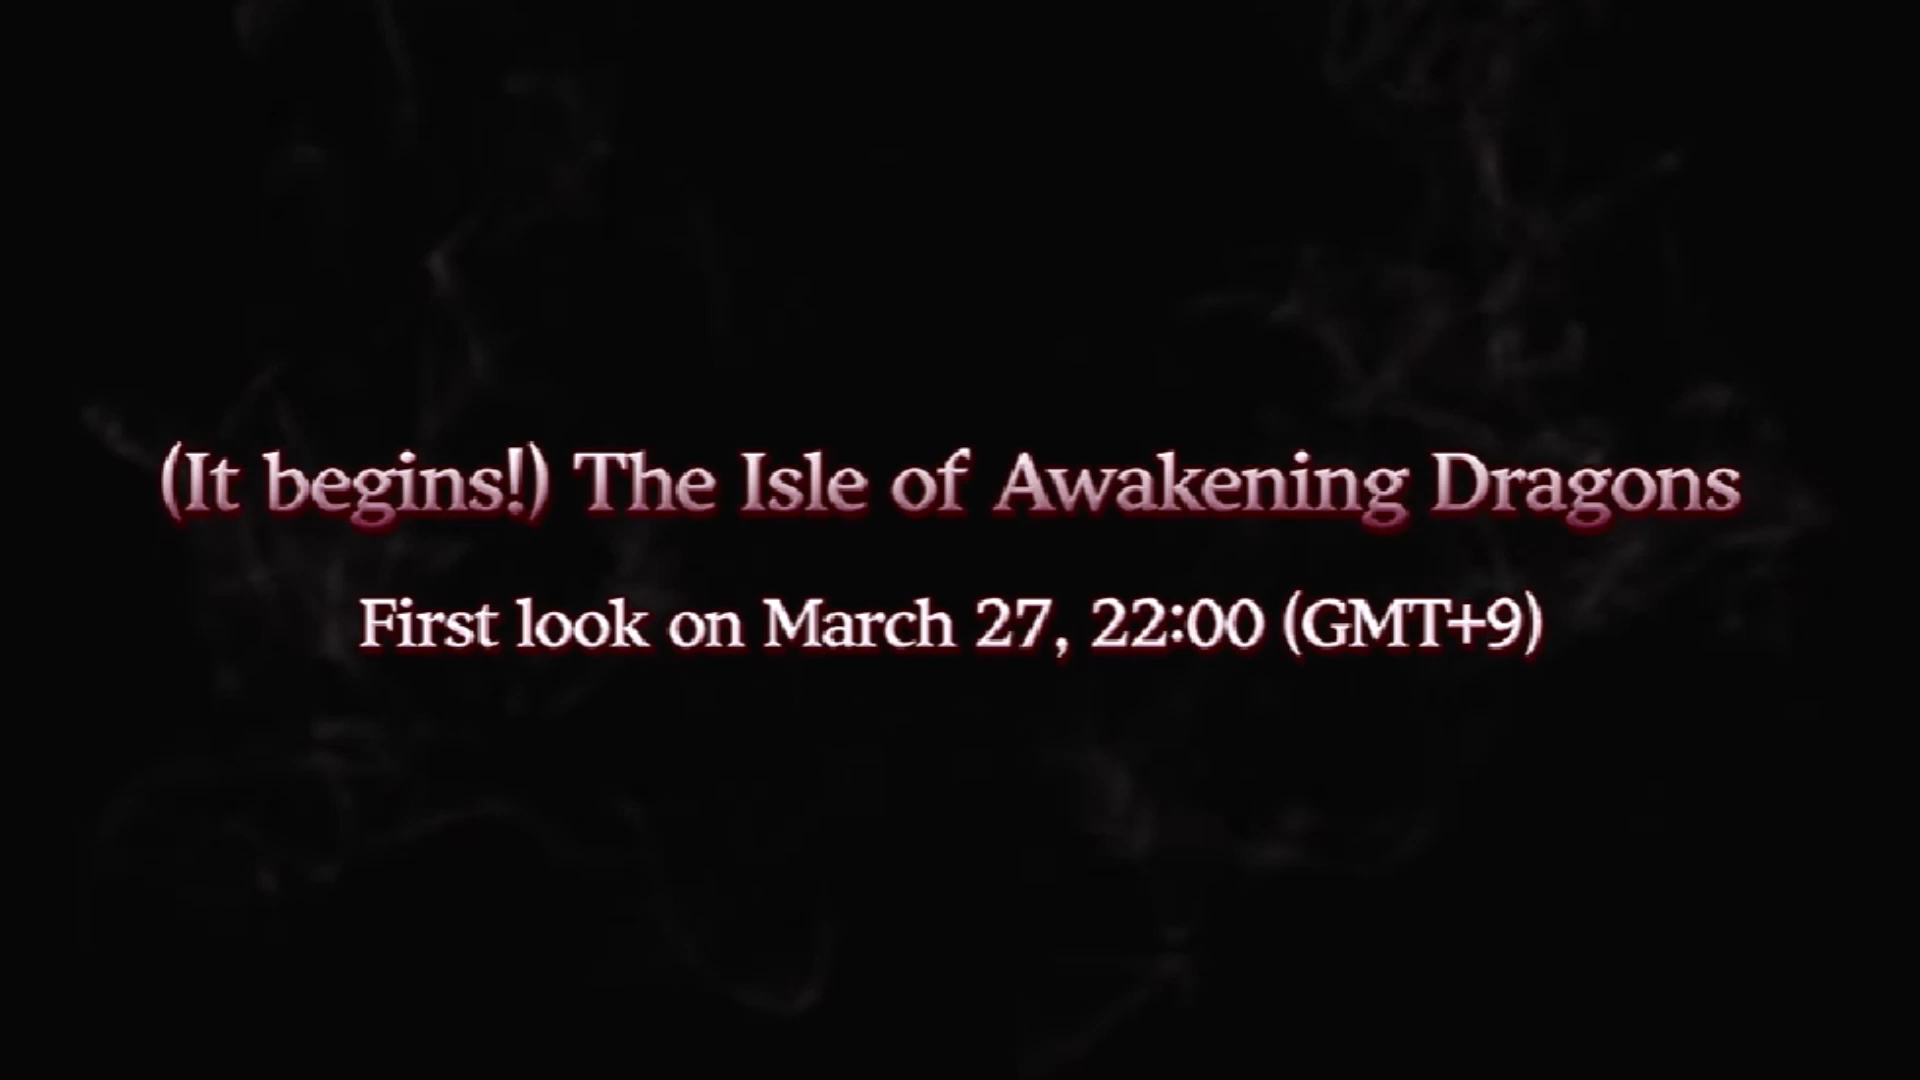 (It begins!) The Isle of Awakening Dragons
First look on March 27, 22:00 (GMT+9)